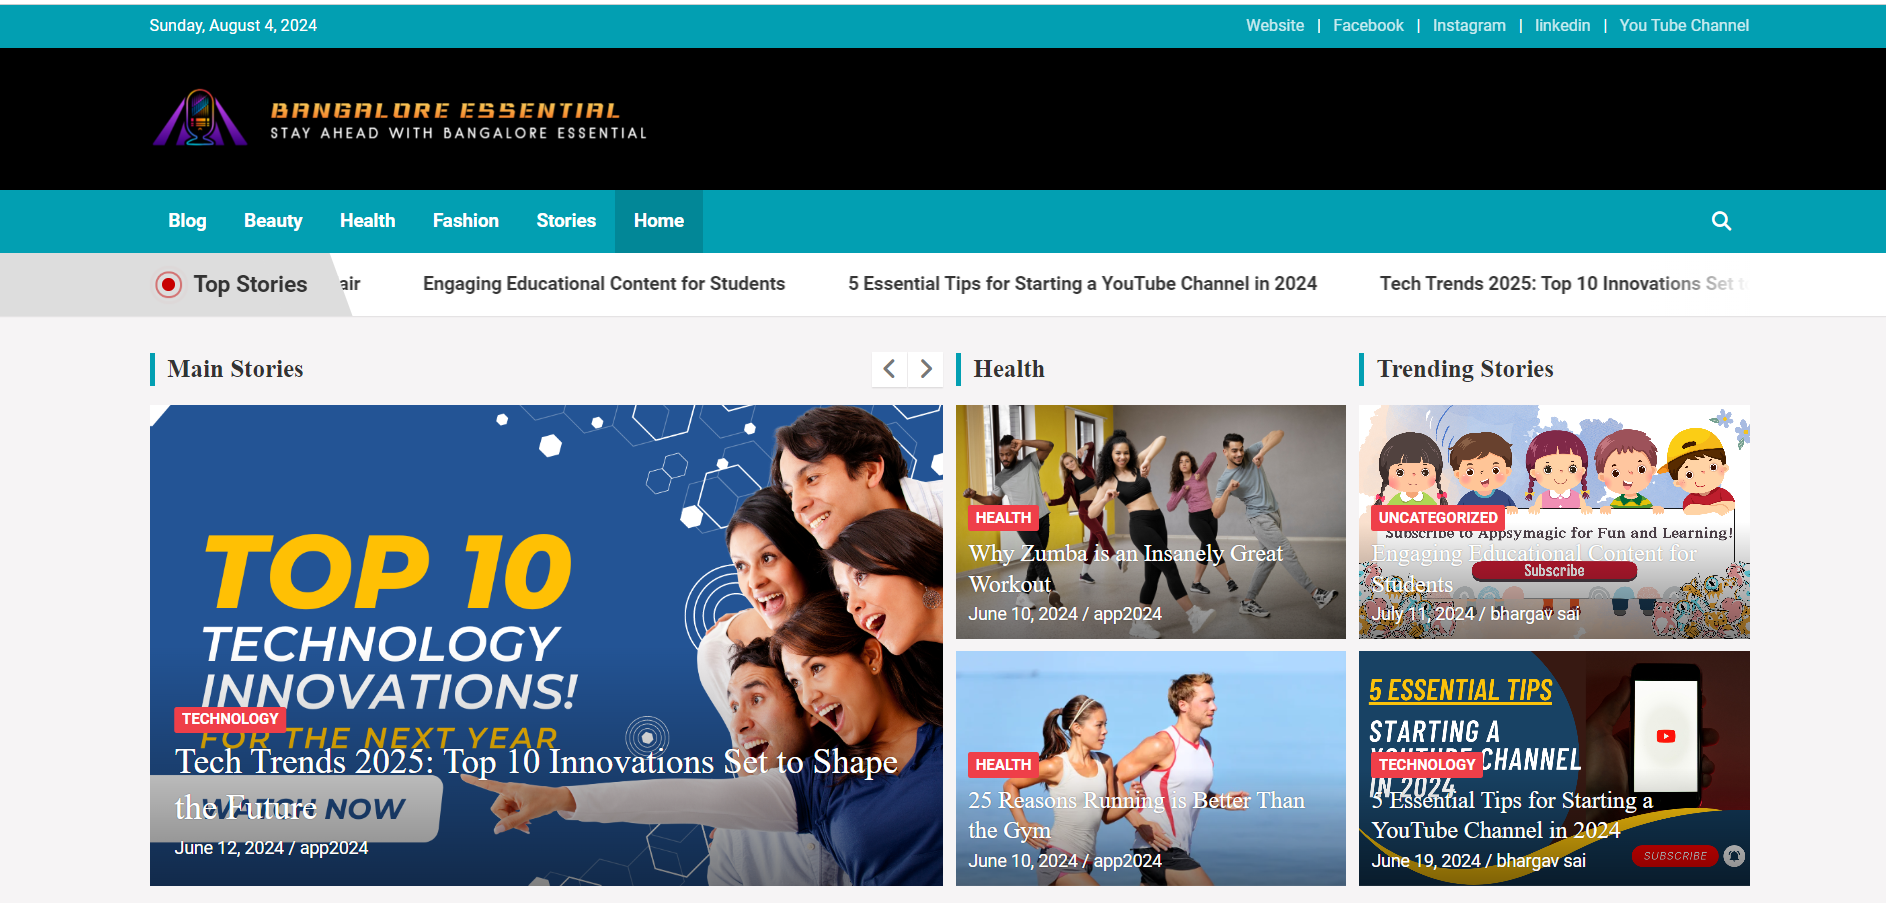 Sunday, August 4, 2024
Website | Facebook | Instagram | linkedin | You Tube Channel
BANGALORE ESSENTIAL
STAY AHEAD WITH BANGALORE ESSENTIAL
Blog Beauty Health Fashion Stories Home
Top Stories air Engaging Educational Content for Students 5 Essential Tips for Starting a YouTube Channel in 2024 Tech Trends 2025: Top 10 Innovations Set to
Main Stories
TOP 10
TECHNOLOGY
INNOVATIONS!
FOR THE NEXT YEAR
WATCH NOW
TECHNOLOGY
Tech Trends 2025: Top 10 Innovations Set to Shape
the Future
June 12, 2024 / app2024
Health
HEALTH
Why Zumba is an Insanely Great
Workout
June 10, 2024 / app2024
HEALTH
25 Reasons Running is Better Than
the Gym
June 10, 2024 / app2024
Trending Stories
UNCATEGORIZED
Subscribe to Appsymagic for Fun and Learning!
Subscribe
Engaging Educational Content for
Students
July 11, 2024 / bhargav sai
5 ESSENTIAL TIPS
STARTING A
YOUTUBE CHANNEL
IN 2024
TECHNOLOGY
5 Essential Tips for Starting a
YouTube Channel in 2024
June 19, 2024 / bhargav sai
SUBSCRIBE